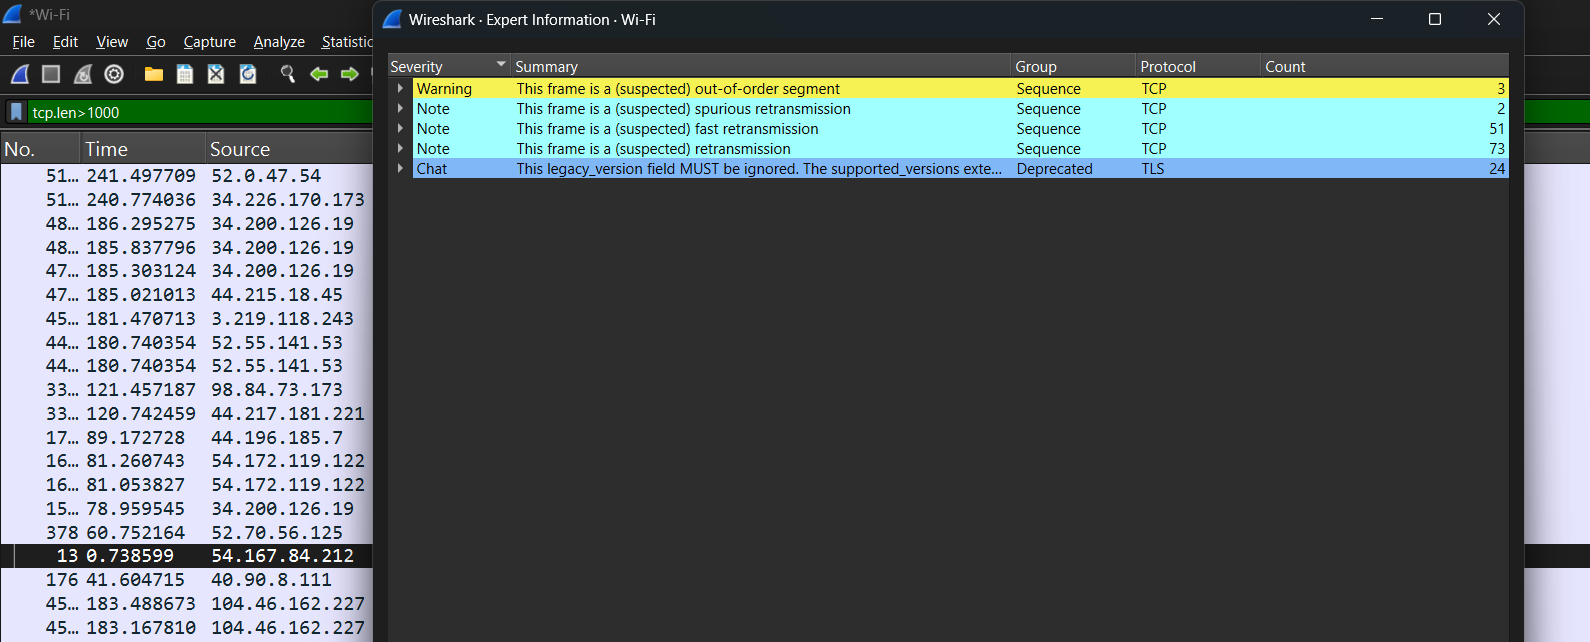 *Wi-Fi
File Edit View Go Capture Analyze Statistic
tcp.len>1000
No. Time Source
51... 241.497709 52.0.47.54
51... 240.774036 34.226.170.173
48... 186.295275 34.200.126.19
48... 185.837796 34.200.126.19
47... 185.303124 34.200.126.19
47... 185.021013 44.215.18.45
45... 181.470713 3.219.118.243
44... 180.740354 52.55.141.53
44... 180.740354 52.55.141.53
33... 121.457187 98.84.73.173
33... 120.742459 44.217.181.221
17... 89.172728 44.196.185.7
16... 81.260743 54.172.119.122
16... 81.053827 54.172.119.122
15... 78.959545 34.200.126.19
378 60.752164 52.70.56.125
13 0.738599 54.167.84.212
176 41.604715 40.90.8.111
45... 183.488673 104.46.162.227
45... 183.167810 104.46.162.227
Wireshark · Expert Information · Wi-Fi
Severity Summary Group Protocol Count
Warning This frame is a (suspected) out-of-order segment Sequence TCP 3
Note This frame is a (suspected) spurious retransmission Sequence TCP 2
Note This frame is a (suspected) fast retransmission Sequence TCP 51
Note This frame is a (suspected) retransmission Sequence TCP 73
Chat This legacy_version field MUST be ignored. The supported_versions exte... Deprecated TLS 24